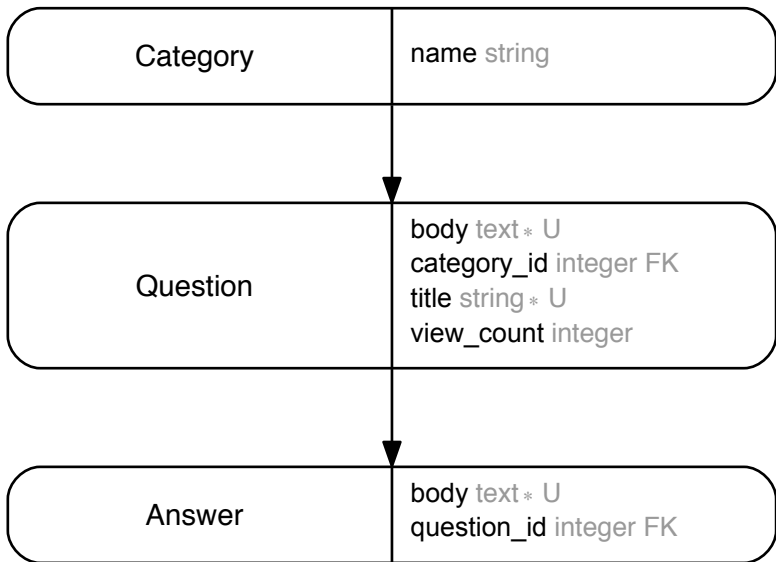 Category
name string
Question
body text∗ U
category_id integer FK
title string∗ U
view_count integer
Answer
body text∗ U
question_id integer FK